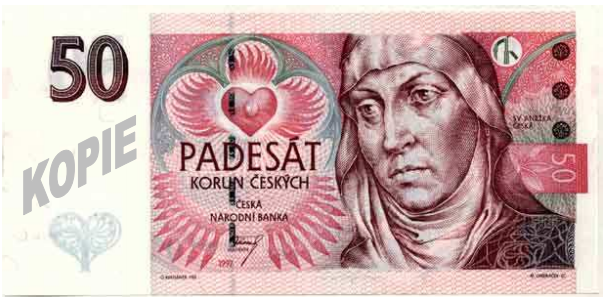 50
KOPIE
SV. ANEŽKA
ČESKÁ
PADESÁT
KORUN ČESKÝCH
ČESKÁ
NÁRODNÍ BANKA
50